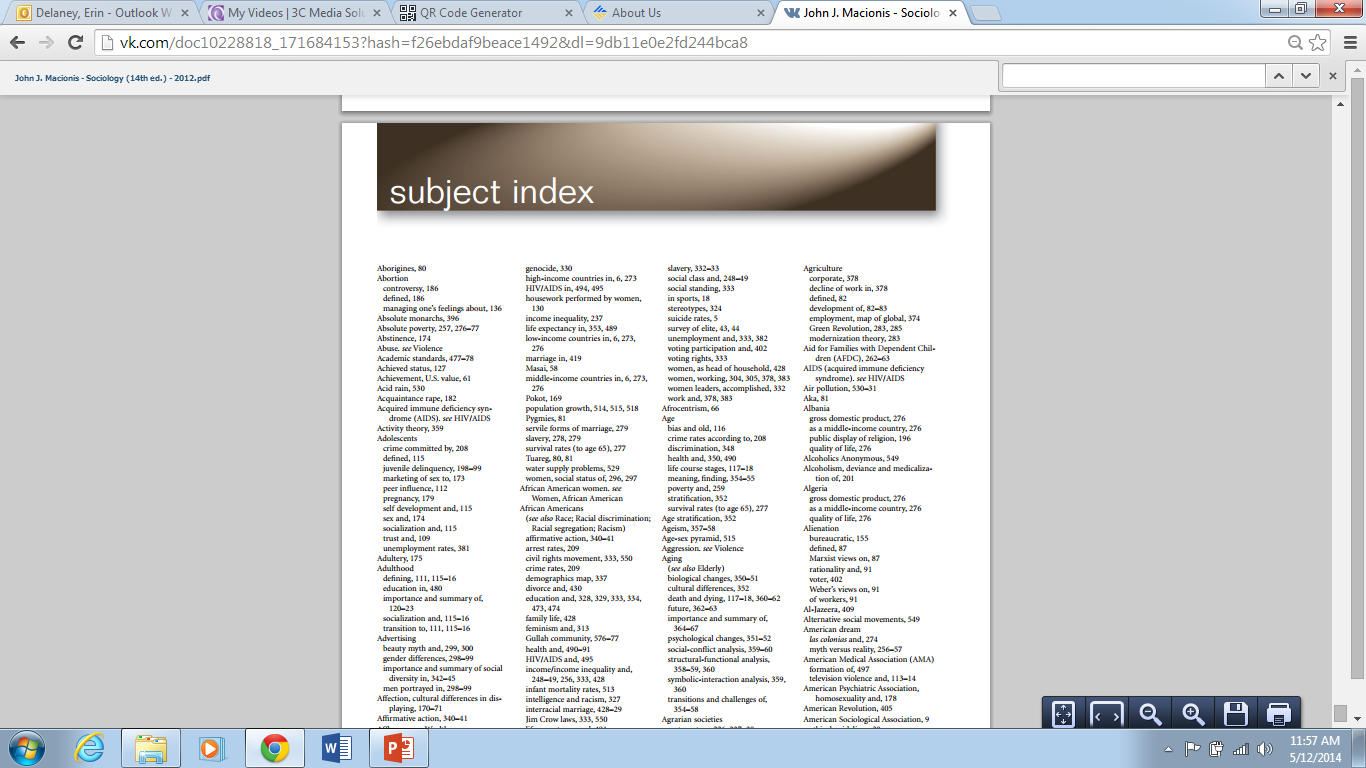 Delaney, Erin - Outlook W
My Videos | 3C Media Solu
QR Code Generator
About Us
John J. Macionis - Sociolo
vk.com/doc10228818_171684153?hash=f26ebdaf9beace1492&dl=9db11e0e2fd244bca8
John J. Macionis - Sociology (14th ed.) - 2012.pdf
subject index
Aborigines, 80
Abortion
controversy, 186
defined, 186
managing one's feelings about, 136
Absolute monarchs, 396
Absolute poverty, 257, 276–77
Abstinence, 174
Abuse. see Violence
Academic standards, 477–78
Achieved status, 127
Achievement, U.S. value, 61
Acid rain, 530
Acquaintance rape, 182
Acquired immune deficiency syn-
drome (AIDS). see HIV/AIDS
Activity theory, 359
Adolescents
crime committed by, 208
defined, 115
juvenile delinquency, 198–99
marketing of sex to, 173
peer influence, 112
pregnancy, 179
self development and, 115
sex and, 174
socialization and, 115
trust and, 109
unemployment rates, 381
Adultery, 175
Adulthood
defining, 111, 115–16
education in, 480
importance and summary of,
120–23
socialization and, 115–16
transition to, 111, 115–16
Advertising
beauty myth and, 299, 300
gender differences, 298–99
importance and summary of social
diversity in, 342–45
men portrayed in, 298–99
Affection, cultural differences in dis-
playing, 170–71
Affirmative action, 340–41
genocide, 330
high-income countries in, 6, 273
HIV/AIDS in, 494, 495
housework performed by women,
130
income inequality, 237
life expectancy in, 353, 489
low-income countries in, 6, 273,
276
marriage in, 419
Masai, 58
middle-income countries in, 6, 273,
276
Pokot, 169
population growth, 514, 515, 518
Pygmies, 81
servile forms of marriage, 279
slavery, 278, 279
survival rates (to age 65), 277
Tuareg, 80, 81
water supply problems, 529
women, social status of, 296, 297
African American women. see
Women, African American
African Americans
(see also Race; Racial discrimination;
Racial segregation; Racism)
affirmative action, 340–41
arrest rates, 209
civil rights movement, 333, 550
crime rates, 209
demographics map, 337
divorce and, 430
education and, 328, 329, 333, 334,
473, 474
family life, 428
feminism and, 313
Gullah community, 576–77
health and, 490–91
HIV/AIDS and, 495
income/income inequality and,
248–49, 256, 333, 428
infant mortality rates, 513
intelligence and racism, 327
interracial marriage, 428–29
Jim Crow laws, 333, 550
slavery, 332–33
social class and, 248–49
social standing, 333
in sports, 18
stereotypes, 324
suicide rates, 5
survey of elite, 43, 44
unemployment and, 333, 382
voting participation and, 402
voting rights, 333
women, as head of household, 428
women, working, 304, 305, 378, 383
women leaders, accomplished, 332
work and, 378, 383
Afrocentrism, 66
Age
bias and old, 116
crime rates according to, 208
discrimination, 348
health and, 350, 490
life course stages, 117–18
meaning, finding, 354–55
poverty and, 259
stratification, 352
survival rates (to age 65), 277
Age stratification, 352
Ageism, 357–58
Age-sex pyramid, 515
Aggression. see Violence
Aging
(see also Elderly)
biological changes, 350–51
cultural differences, 352
death and dying, 117–18, 360–62
future, 362–63
importance and summary of,
364–67
psychological changes, 351–52
social-conflict analysis, 359–60
structural-functional analysis,
358–59, 360
symbolic-interaction analysis, 359,
360
transitions and challenges of,
354–58
Agrarian societies
Agriculture
corporate, 378
decline of work in, 378
defined, 82
development of, 82–83
employment, map of global, 374
Green Revolution, 283, 285
modernization theory, 283
Aid for Families with Dependent Chil-
dren (AFDC), 262–63
AIDS (acquired immune deficiency
syndrome). see HIV/AIDS
Air pollution, 530–31
Aka, 81
Albania
gross domestic product, 276
as a middle-income country, 276
public display of religion, 196
quality of life, 276
Alcoholics Anonymous, 549
Alcoholism, deviance and medicaliza-
tion of, 201
Algeria
gross domestic product, 276
as a middle-income country, 276
quality of life, 276
Alienation
bureaucratic, 155
defined, 87
Marxist views on, 87
rationality and, 91
voter, 402
Weber's views on, 91
of workers, 91
Al-Jazeera, 409
Alternative social movements, 549
American dream
las colonias and, 274
myth versus reality, 256–57
American Medical Association (AMA)
formation of, 497
television violence and, 113–14
American Psychiatric Association,
homosexuality and, 178
American Revolution, 405
American Sociological Association, 9
11:57 AM
5/12/2014